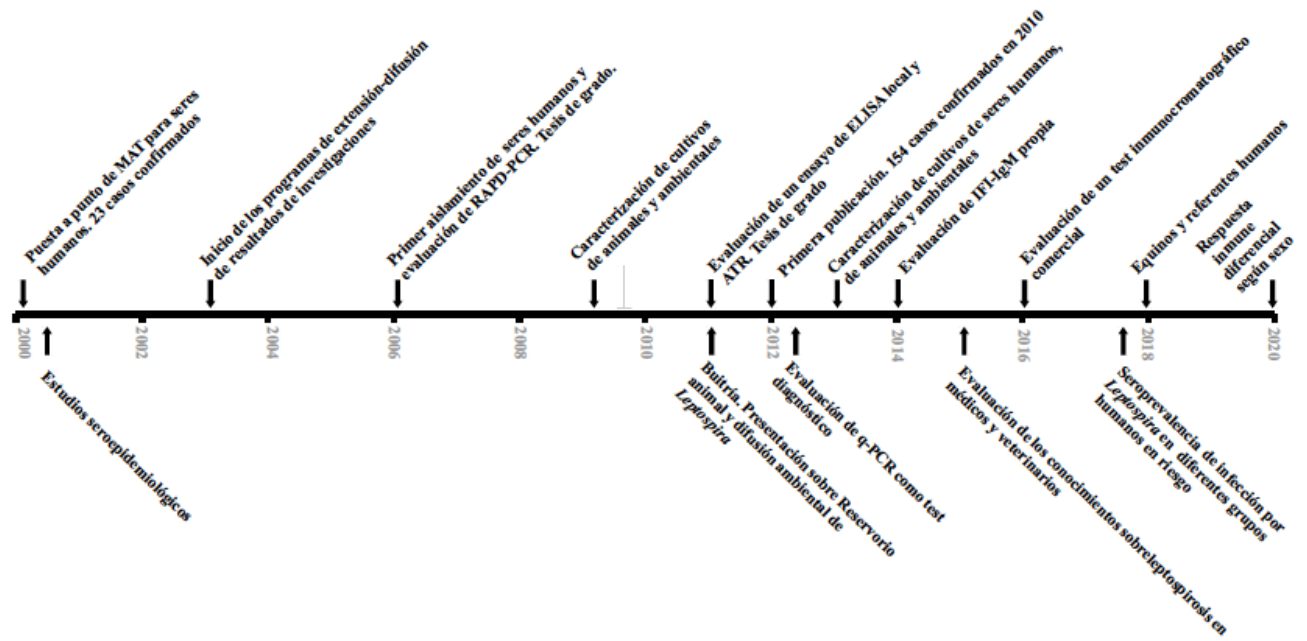 Puesta a punto de MAT para seres
humanos. 23 casos confirmados
Inicio de los programas de extensión-difusión
de resultados de investigaciones
Primer aislamiento de seres humanos y
evaluación de RAPD-PCR. Tesis de grado.
Caracterización de cultivos
de animales y ambientales
Evaluación de un ensayo de ELISA local y
ATR. Tesis de grado
Primera publicación. 154 casos confirmados en 2010
Caracterización de cultivos de seres humanos,
de animales y ambientales
Evaluación de IFI-IgM propia
Evaluación de un test inmunocromatográfico
comercial
Equinos y referentes humanos
Respuesta
inmune
diferencial
según sexo
2000
2002
2004
2006
2008
2010
2012
2014
2016
2018
2020
Estudios seroepidemiológicos
Buitría. Presentación sobre Reservorio
animal y difusión ambiental de
Leptospira
Evaluación de q-PCR como test
diagnóstico
Evaluación de los conocimientos sobreleptospirosis en
médicos y veterinarios
Seroprevalencia de infección por
Leptospira en diferentes grupos
humanos en riesgo